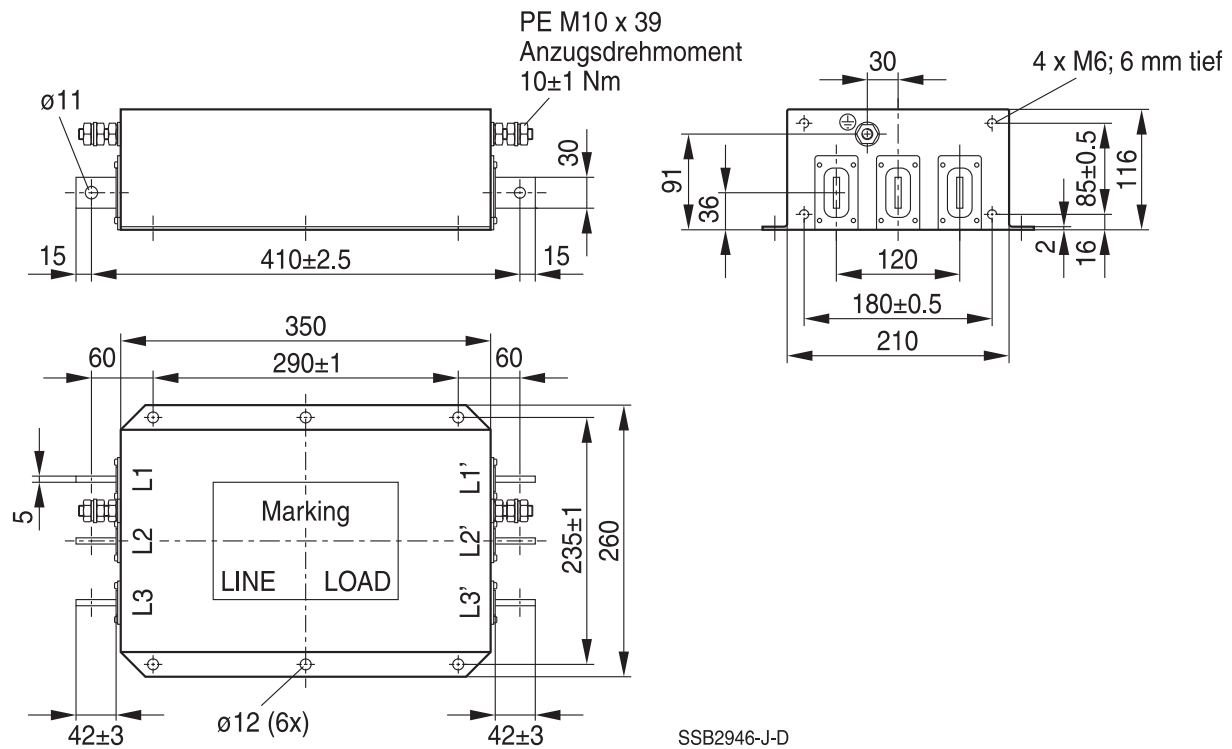 PE M10 x 39
Anzugsdrehmoment
10±1 Nm
ø11
30
15
410±2.5
15
30
4 x M6; 6 mm tief
91
36
85±0.5
116
2
16
120
180±0.5
210
350
60
290±1
60
L1
L1'
5
Marking
L2
L2'
LINE
LOAD
L3
L3'
235±1
260
42±3
ø12 (6x)
42±3
SSB2946-J-D